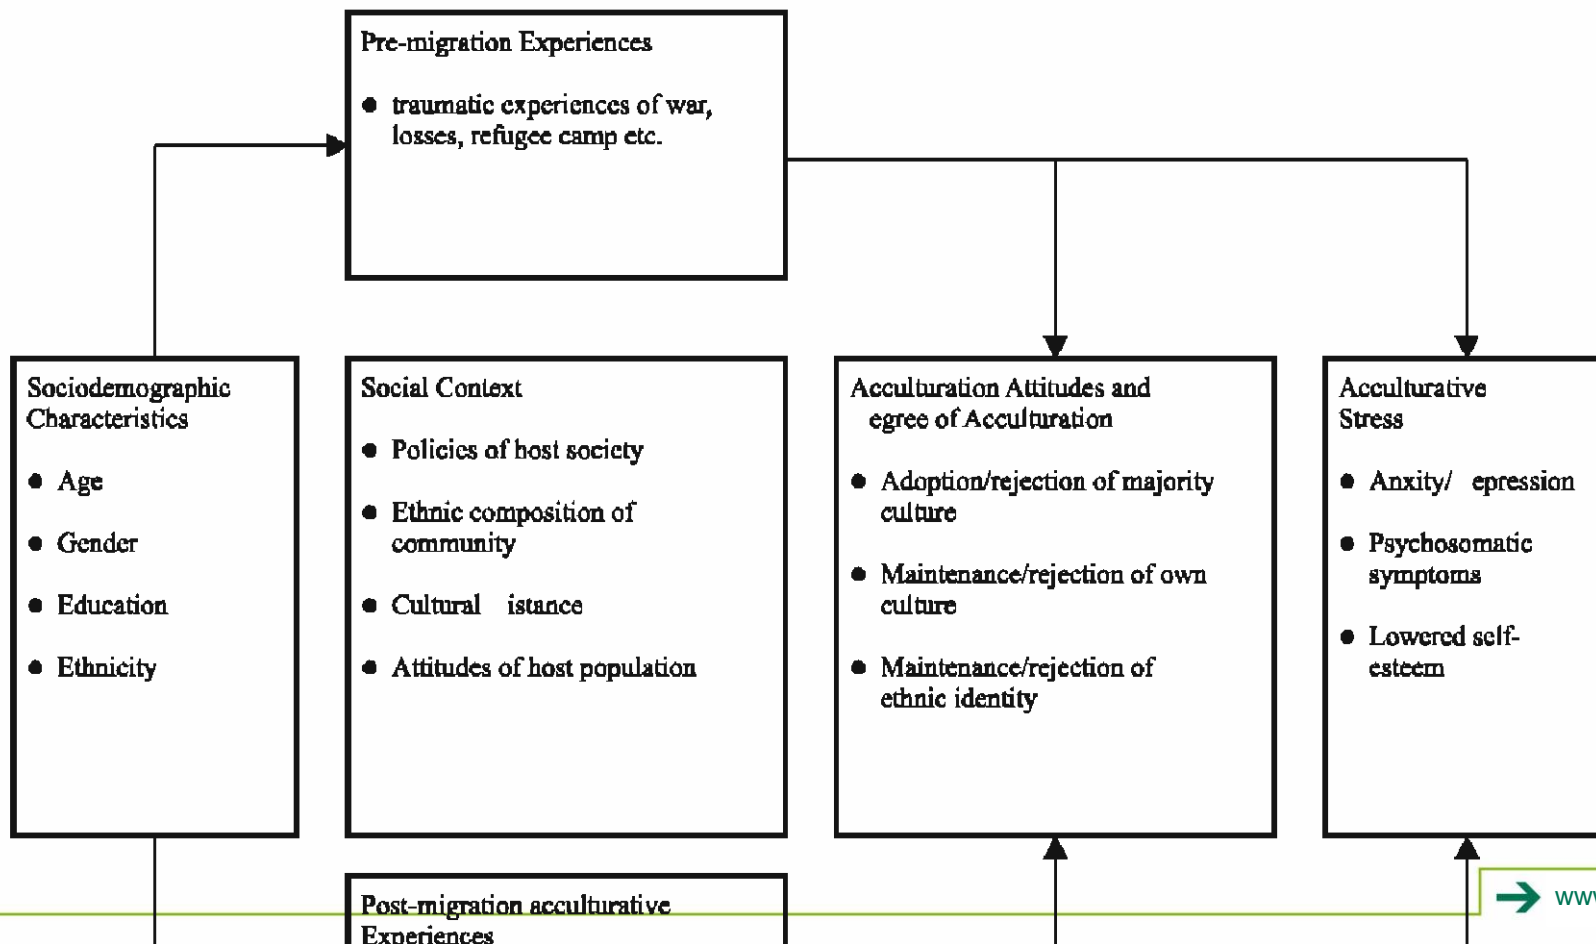 Pre-migration Experiences
● traumatic experiences of war,
losses, refugee camp etc.
Sociodemographic
Characteristics
● Age
● Gender
● Education
● Ethnicity
Social Context
● Policies of host society
● Ethnic composition of
community
● Cultural istance
● Attitudes of host population
Acculturation Attitudes and
egree of Acculturation
● Adoption/rejection of majority
culture
● Maintenance/rejection of own
culture
● Maintenance/rejection of
ethnic identity
Acculturative
Stress
● Anxity/ epression
● Psychosomatic
symptoms
● Lowered self-
esteem
Post-migration acculturative
Experiences
www